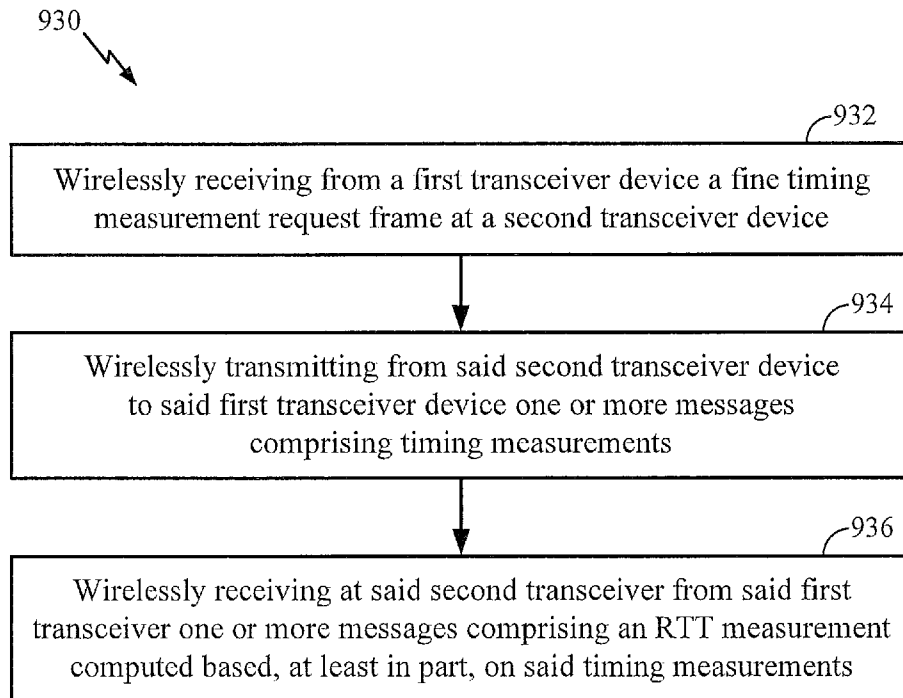 930
932
Wirelessly receiving from a first transceiver device a fine timing
measurement request frame at a second transceiver device
934
Wirelessly transmitting from said second transceiver device
to said first transceiver device one or more messages
comprising timing measurements
936
Wirelessly receiving at said second transceiver from said first
transceiver one or more messages comprising an RTT measurement
computed based, at least in part, on said timing measurements